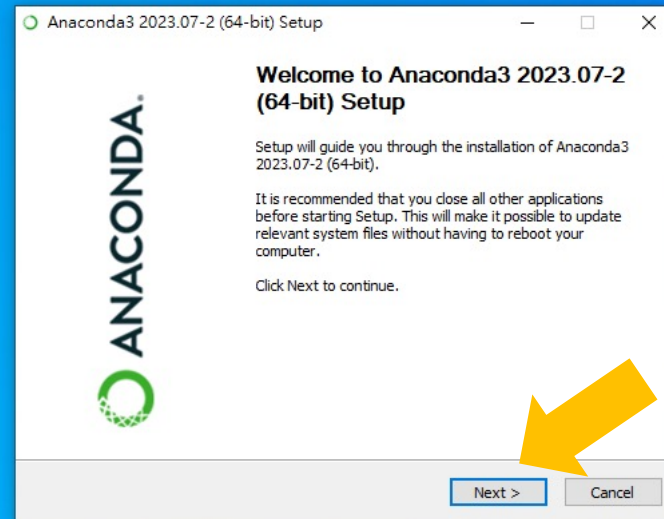 Anaconda3 2023.07-2 (64-bit) Setup
Welcome to Anaconda3 2023.07-2
(64-bit) Setup
Setup will guide you through the installation of Anaconda3
2023.07-2 (64-bit).
It is recommended that you close all other applications
before starting Setup. This will make it possible to update
relevant system files without having to reboot your
computer.
Click Next to continue.
ANACONDA.
Next >
Cancel